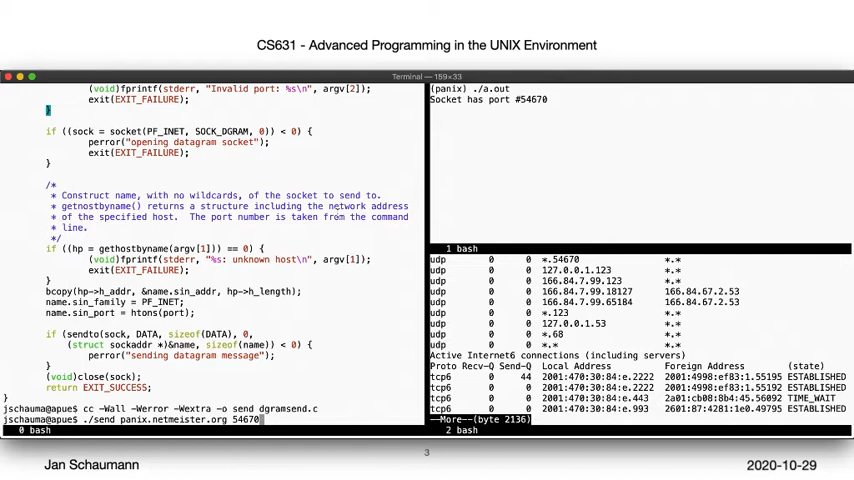 CS631 - Advanced Programming in the UNIX Environment
Terminal — 159×33
(void)fprintf(stderr, "Invalid port: %s\n", argv[2]);
exit(EXIT_FAILURE);
}
if ((sock = socket(PF_INET, SOCK_DGRAM, 0)) < 0) {
perror("opening datagram socket");
exit(EXIT_FAILURE);
}
/*
* Construct name, with no wildcards, of the socket to send to.
* getnostbyname() returns a structure including the network address
* of the specified host.  The port number is taken from the command
* line.
*/
if ((hp = gethostbyname(argv[1])) == 0) {
(void)fprintf(stderr, "%s: unknown host\n", argv[1]);
exit(EXIT_FAILURE);
}
bcopy(hp->h_addr, &name.sin_addr, hp->h_length);
name.sin_family = PF_INET;
name.sin_port = htons(port);
if (sendto(sock, DATA, sizeof(DATA), 0,
(struct sockaddr *)&name, sizeof(name)) < 0) {
perror("sending datagram message");
}
(void)close(sock);
return EXIT_SUCCESS;
}
jschauma@apue$ cc -Wall -Werror -Wextra -o send dgramsend.c
jschauma@apue$ ./send panix.netmeister.org 54670
0 bash
(panix) ./a.out
Socket has port #54670
1 bash
udp 0 0 *.54670 *.*
udp 0 0 127.0.0.1.123 *.*
udp 0 0 166.84.7.99.123 *.*
udp 0 0 166.84.7.99.18127 166.84.67.2.53
udp 0 0 166.84.7.99.65184 166.84.67.2.53
udp 0 0 *.123 *.*
udp 0 0 127.0.0.1.53 *.*
udp 0 0 *.68 *.*
udp 0 0 *.* *.*
Active Internet6 connections (including servers)
Proto Recv-Q Send-Q Local Address Foreign Address (state)
tcp6 0 44 2001:470:30:84:e.2222 2001:4998:ef83:1.55195 ESTABLISHED
tcp6 0 0 2001:470:30:84:e.2222 2001:4998:ef83:1.55192 ESTABLISHED
tcp6 0 0 2001:470:30:84:e.443 2a01:cb08:8b4:45.56092 TIME_WAIT
tcp6 0 0 2001:470:30:84:e.993 2601:87:4281:1e0.49795 ESTABLISHED
--More--(byte 2136)
2 bash
Jan Schaumann
3
2020-10-29